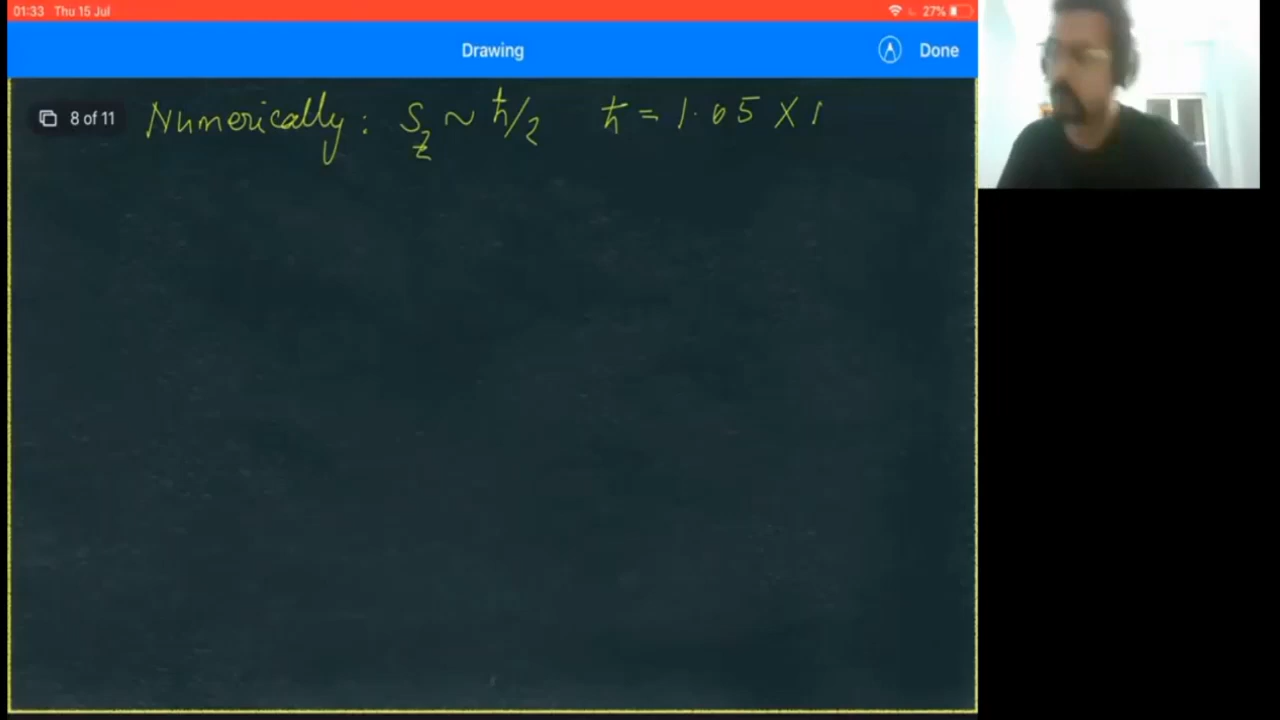 01:33 Thu 15 Jul 27%
Drawing Done
8 of 11
Numerically: S_z ~ ħ/2 ħ = 1.05 X 1